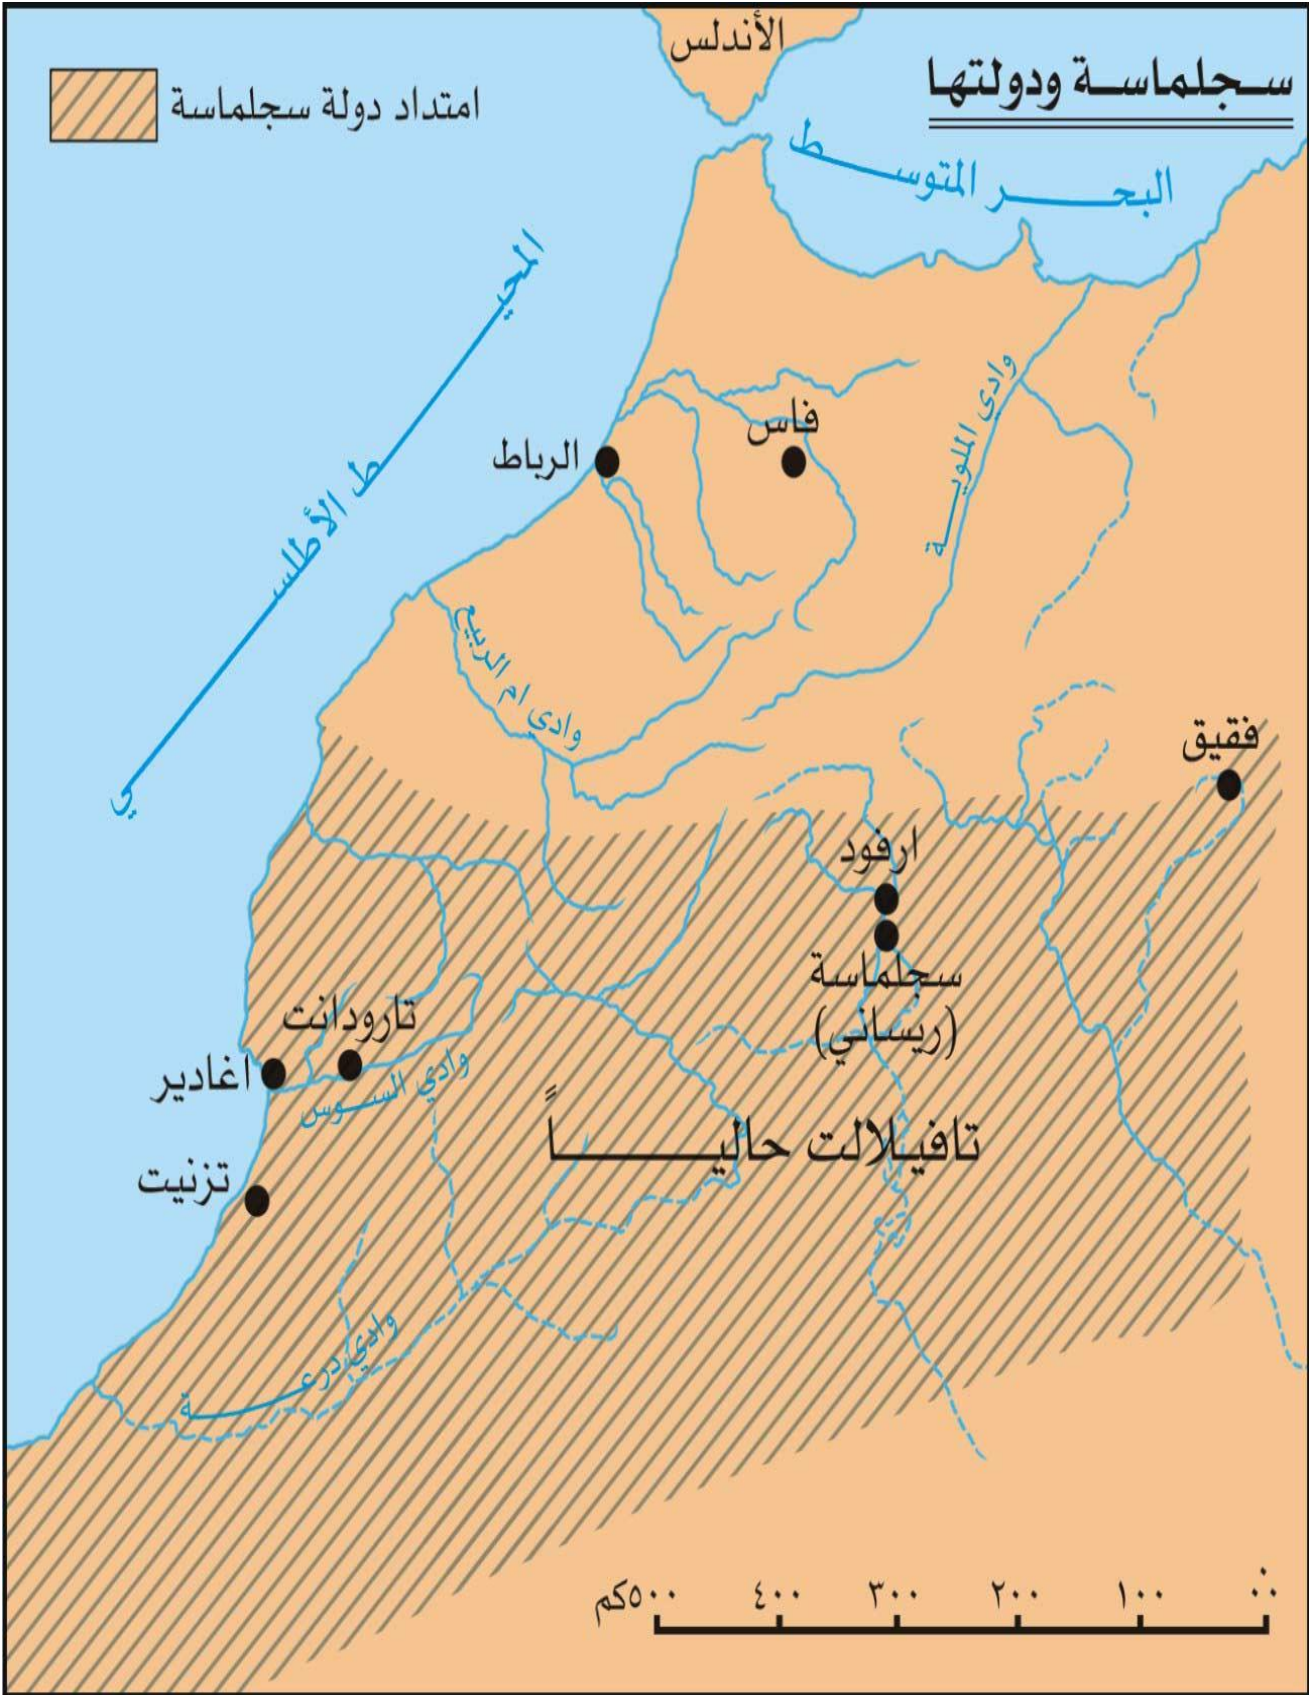 الأندلس
سجلماسة ودولتها
امتداد دولة سجلماسة
البحر المتوسط
المحيط الأطلسي
وادي الملوية
فاس
الرباط
وادي ام الربيع
فقيق
ارفود
سجلماسة
(ريساني)
تارودانت
اغادير
وادي السوس
تافيلالت حالياً
تزنيت
وادي درعة
٥٠٠كم ٤٠٠ ٣٠٠ ٢٠٠ ١٠٠ ٠٠